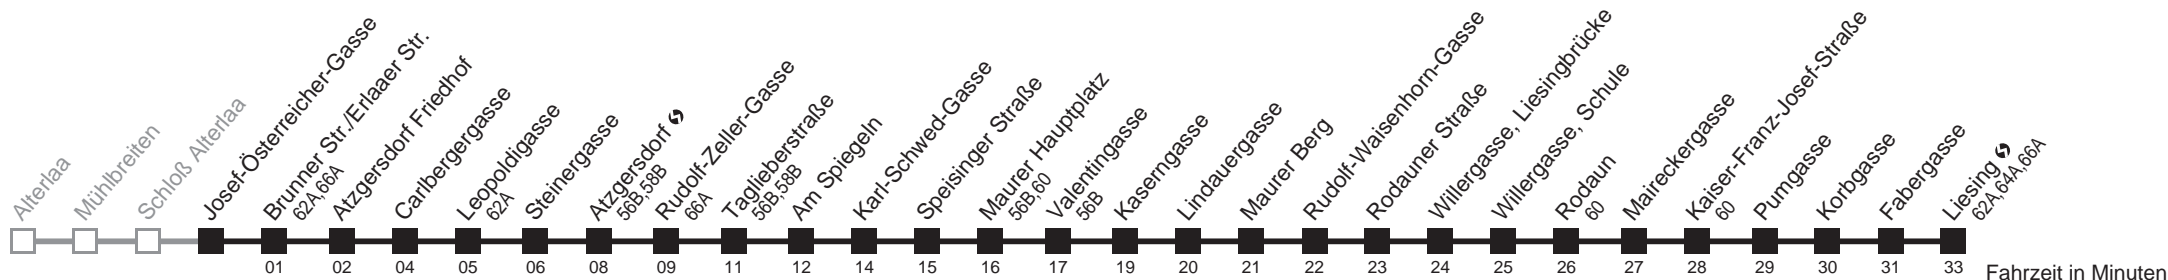 Alterlaa
Mühlbreiten
Schloß Alterlaa
Josef-Österreicher-Gasse
Brunner Str./Erlaaer Str.
62A,66A
01
Atzgersdorf Friedhof
02
Carlbergergasse
04
Leopoldigasse
62A
05
Steinergasse
06
Atzgersdorf
56B,58B
08
Rudolf-Zeller-Gasse
66A
09
Taglieberstraße
56B,58B
11
Am Spiegeln
12
Karl-Schwed-Gasse
14
Speisinger Straße
15
Maurer Hauptplatz
56B,60
16
Valentingasse
56B
17
Kaserngasse
19
Lindauergasse
20
Maurer Berg
21
Rudolf-Waisenhorn-Gasse
22
Rodauner Straße
23
Willergasse, Liesingbrücke
24
Willergasse, Schule
25
Rodaun
60
26
Maireckergasse
27
Kaiser-Franz-Josef-Straße
60
28
Pumgasse
29
Korbgasse
30
Fabergasse
31
Liesing
62A,64A,66A
33
Fahrzeit in Minuten